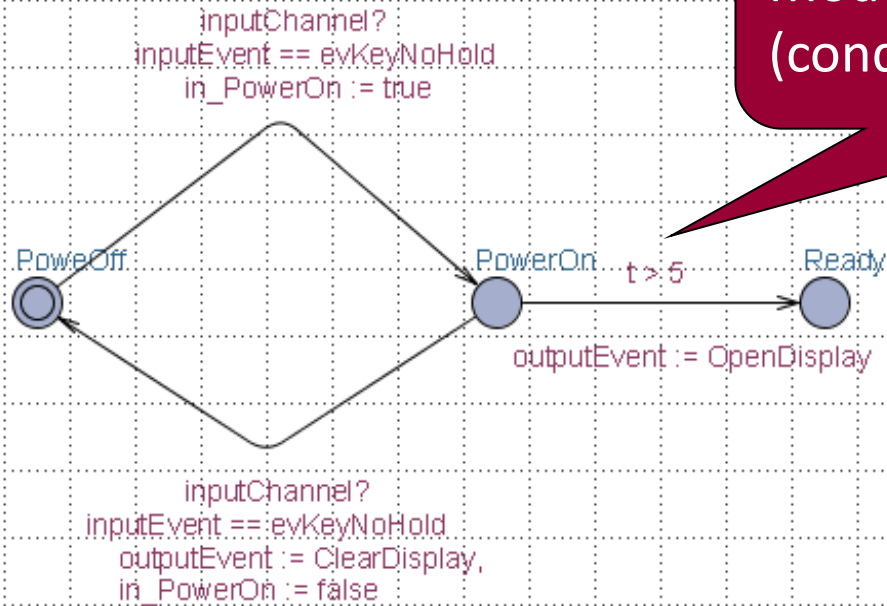 inputChannel?
inputEvent == evKeyNoHold
in_PowerOn := true
(cond
PoweOff
PowerOn
t > 5
Ready
outputEvent := OpenDisplay
inputChannel?
inputEvent == evKeyNoHold
outputEvent := ClearDisplay,
in_PowerOn := false